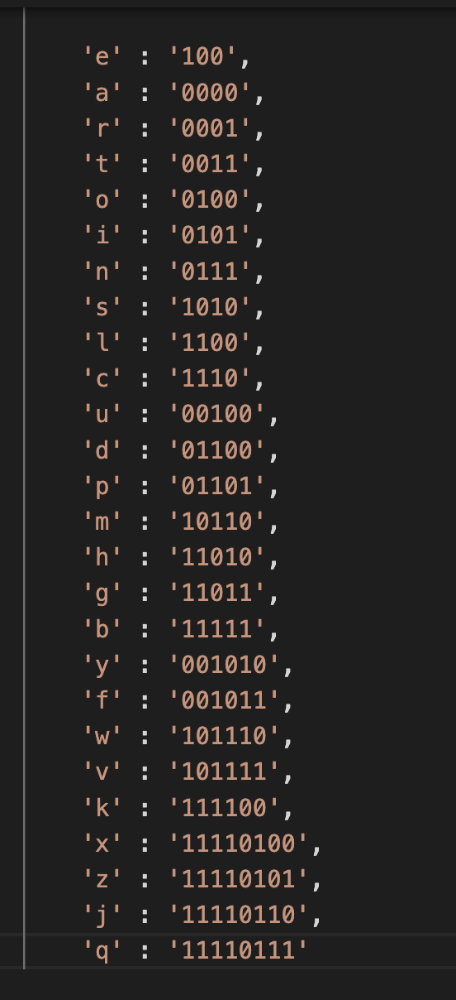 'e' : '100',
'a' : '0000',
'r' : '0001',
't' : '0011',
'o' : '0100',
'i' : '0101',
'n' : '0111',
's' : '1010',
'l' : '1100',
'c' : '1110',
'u' : '00100',
'd' : '01100',
'p' : '01101',
'm' : '10110',
'h' : '11010',
'g' : '11011',
'b' : '11111',
'y' : '001010',
'f' : '001011',
'w' : '101110',
'v' : '101111',
'k' : '111100',
'x' : '11110100',
'z' : '11110101',
'j' : '11110110',
'q' : '11110111'